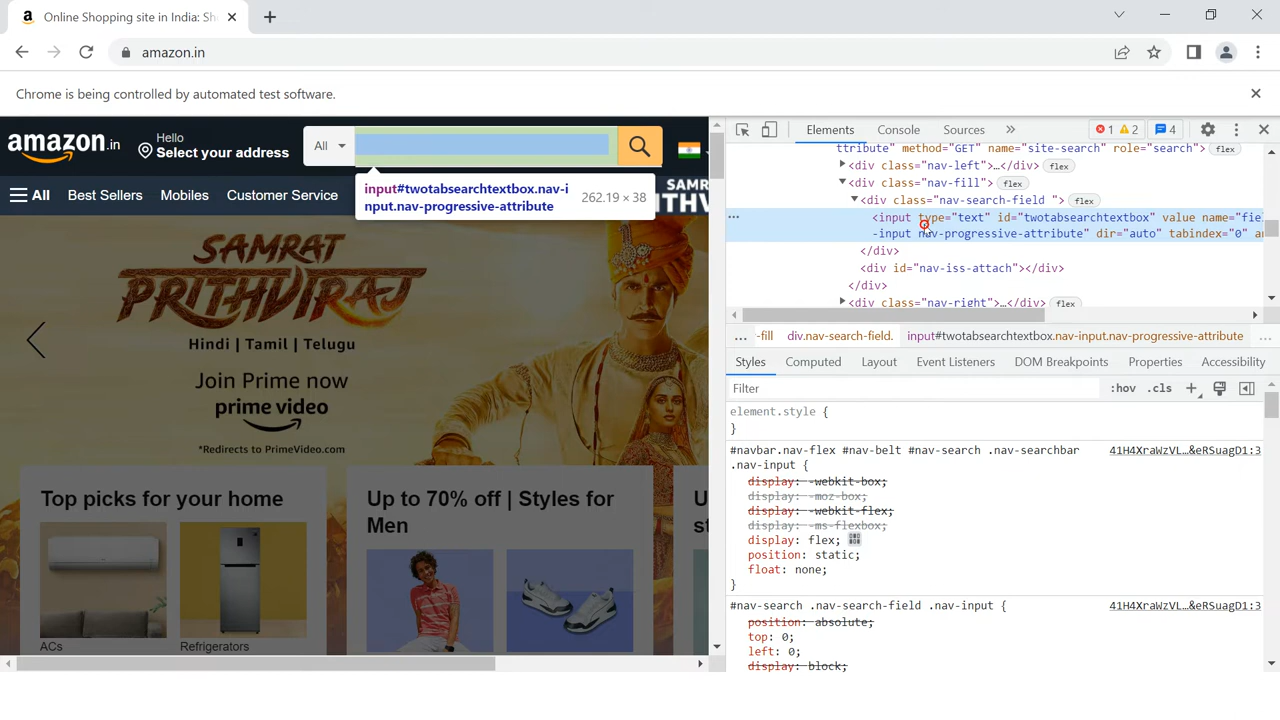 Online Shopping site in India: Sh
amazon.in
Chrome is being controlled by automated test software.
amazon.in
Hello
Select your address
All
All
Best Sellers
Mobiles
Customer Service
input#twotabsearchtextbox.nav-i
nput.nav-progressive-attribute
262.19 × 38
SAMR
SAMRAT
PRITHVIRAJ
Hindi | Tamil | Telugu
Join Prime now
prime video
*Redirects to PrimeVideo.com
Top picks for your home
ACs
Refrigerators
Up to 70% off | Styles for
Men
Elements
Console
Sources
1
2
4
ttribute" method="GET" name="site-search" role="search">
flex
<div class="nav-left">…</div>
flex
<div class="nav-fill">
flex
<div class="nav-search-field ">
flex
<input type="text" id="twotabsearchtextbox" value name="fie
-input nav-progressive-attribute" dir="auto" tabindex="0"
</div>
<div id="nav-iss-attach"></div>
</div>
<div class="nav-right">…</div>
flex
...
-fill
div.nav-search-field.
input#twotabsearchtextbox.nav-input.nav-progressive-attribute
...
Styles
Computed
Layout
Event Listeners
DOM Breakpoints
Properties
Accessibility
Filter
:hov
.cls
element.style {
}
#navbar.nav-flex #nav-belt #nav-search .nav-searchbar
.nav-input {
41H4XraWzVL…&eRSuagD1:3
display: -webkit-box;
display: -moz-box;
display: -webkit-flex;
display: -ms-flexbox;
display: flex;
position: static;
float: none;
}
#nav-search .nav-search-field .nav-input {
41H4XraWzVL…&eRSuagD1:3
position: absolute;
top: 0;
left: 0;
display: block;